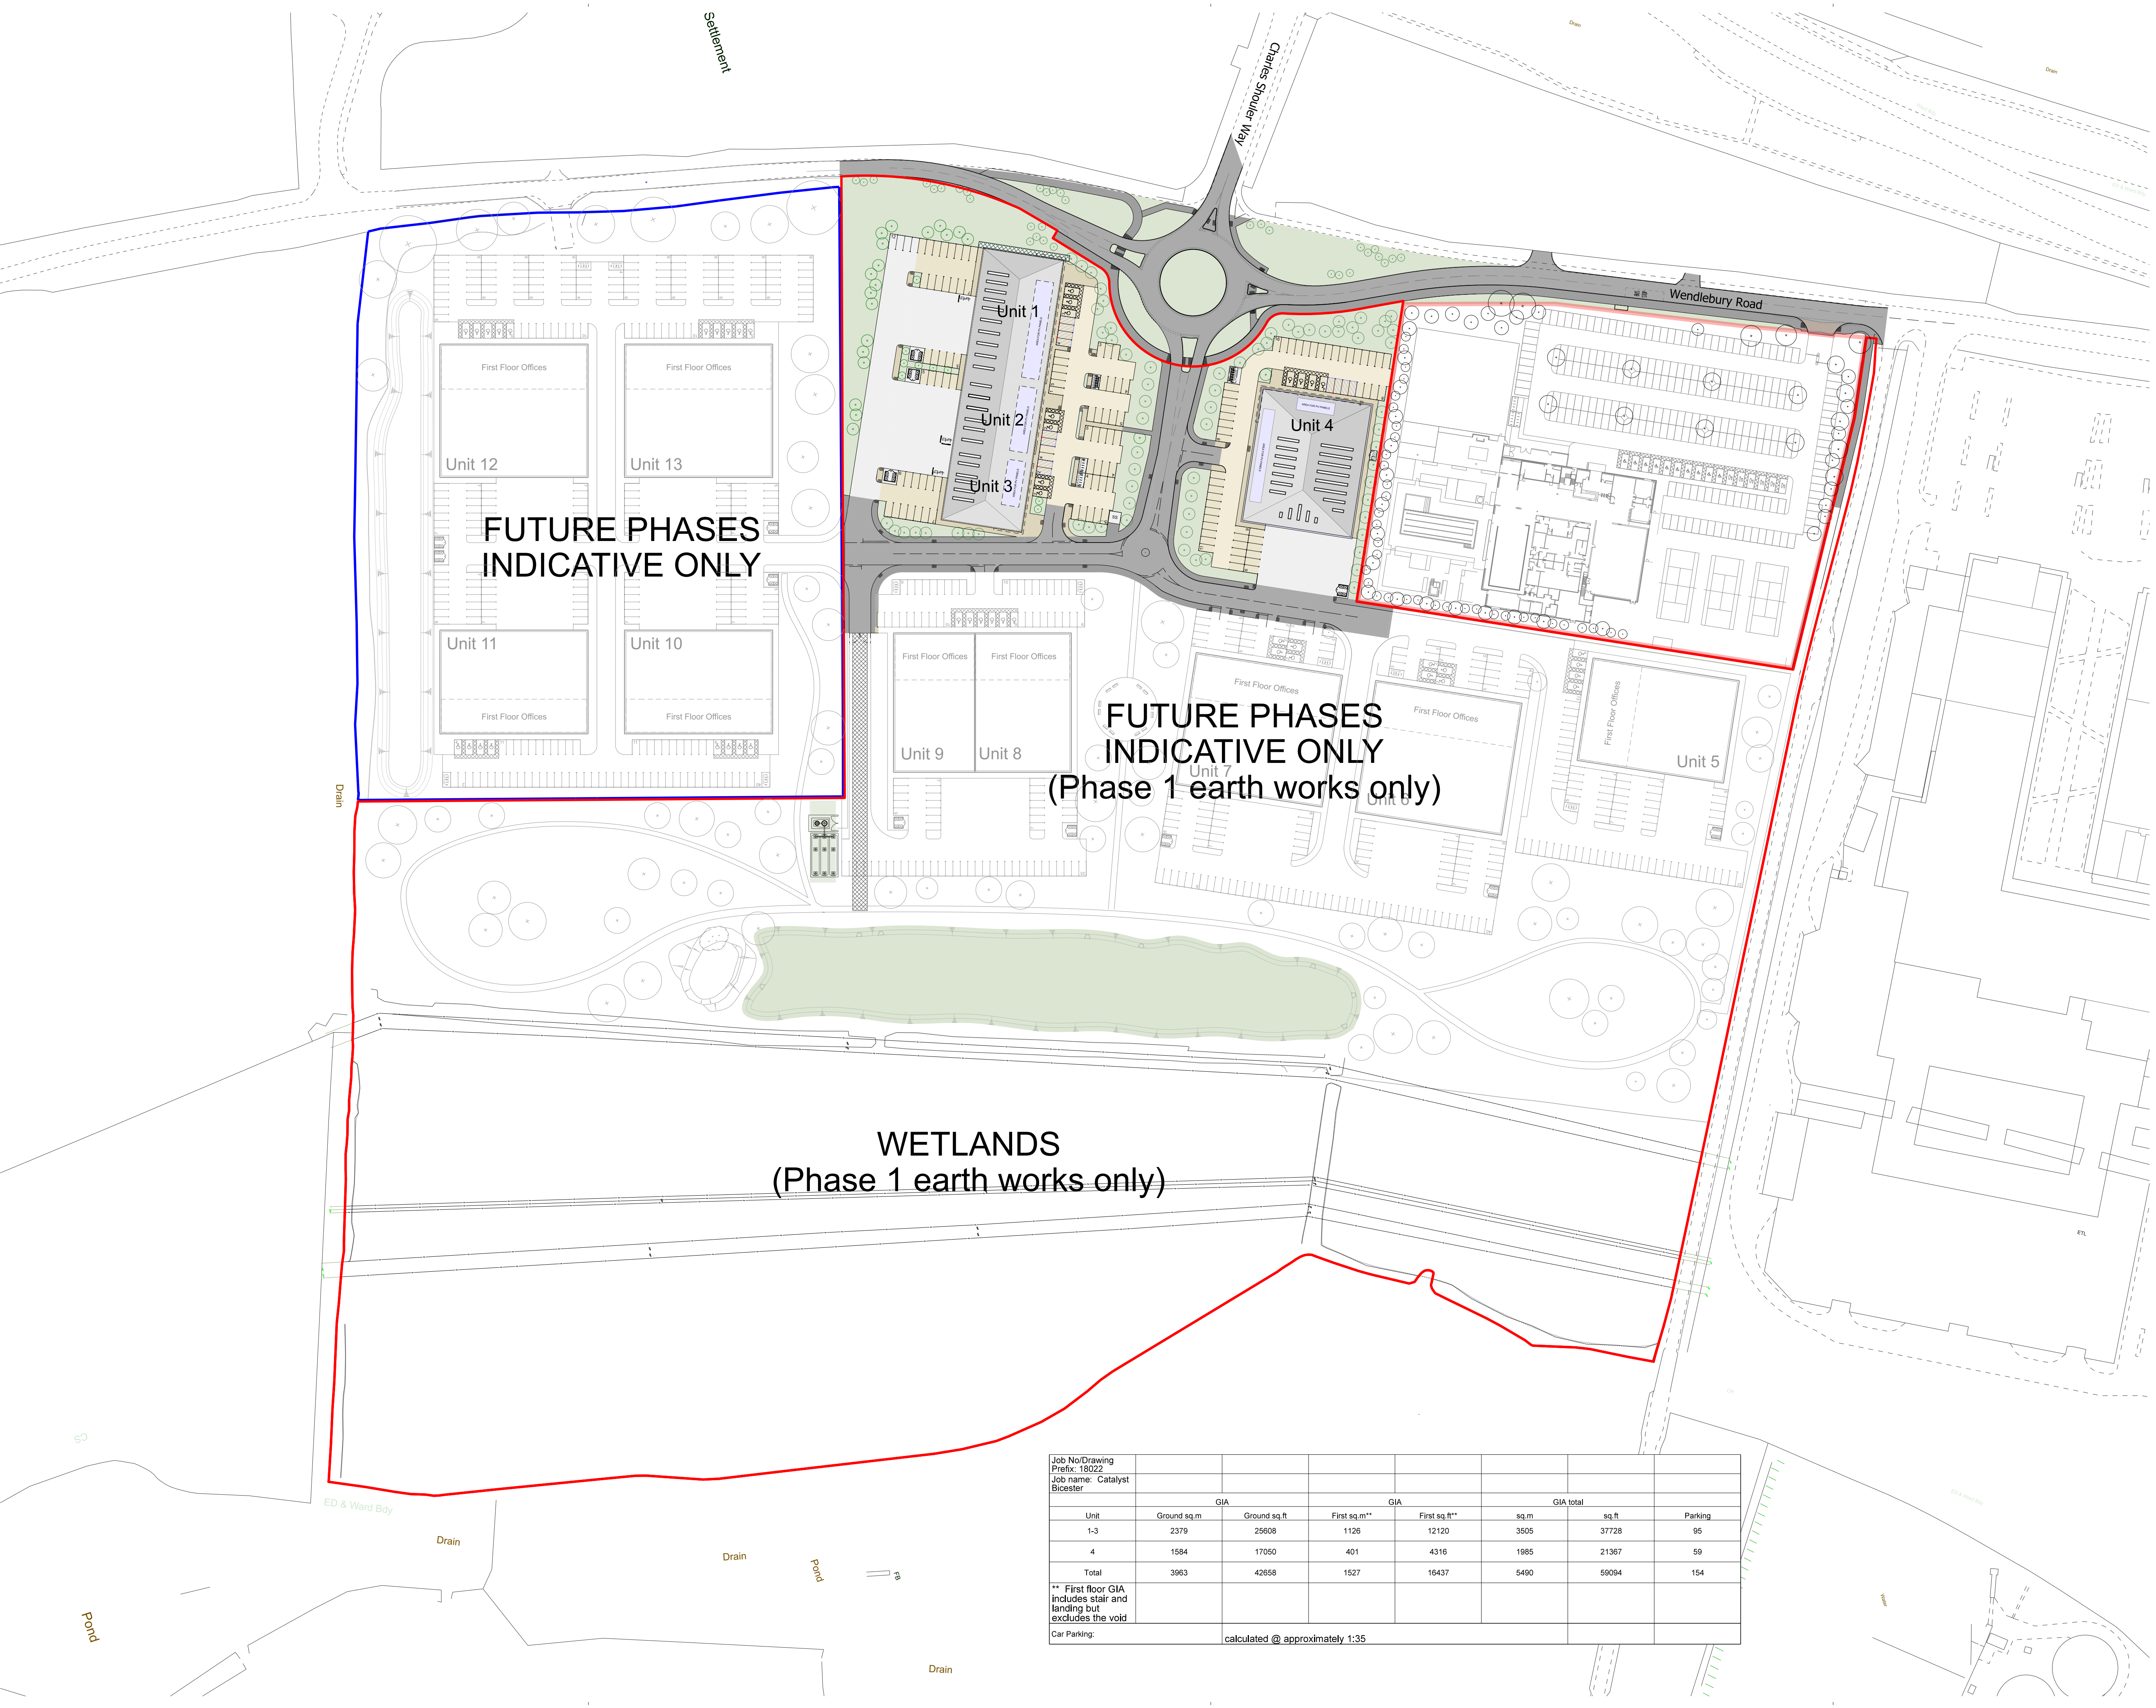 Settlement
Charles Shouler Way
Drain
Drain
Wendlebury Road
Unit 1
Unit 2
Unit 3
Unit 4
First Floor Offices
First Floor Offices
Unit 12
Unit 13
FUTURE PHASES
INDICATIVE ONLY
Unit 11
Unit 10
First Floor Offices
First Floor Offices
First Floor Offices
First Floor Offices
Unit 9
Unit 8
First Floor Offices
Unit 7
First Floor Offices
Unit 6
First Floor Offices
Unit 5
FUTURE PHASES
INDICATIVE ONLY
(Phase 1 earth works only)
Drain
WETLANDS
(Phase 1 earth works only)
ETL
CS
ED & Ward Bdy
Drain
Drain
Pond
FB
Pond
Drain
Water
Job No/Drawing
Prefix: 18022
Job name: Catalyst
Bicester
GIA GIA GIA total
Unit Ground sq.m Ground sq.ft First sq.m** First sq.ft** sq.m sq.ft Parking
1-3 2379 25608 1126 12120 3505 37728 95
4 1584 17050 401 4316 1985 21367 59
Total 3963 42658 1527 16437 5490 59094 154
** First floor GIA
includes stair and
landing but
excludes the void
Car Parking: calculated @ approximately 1:35